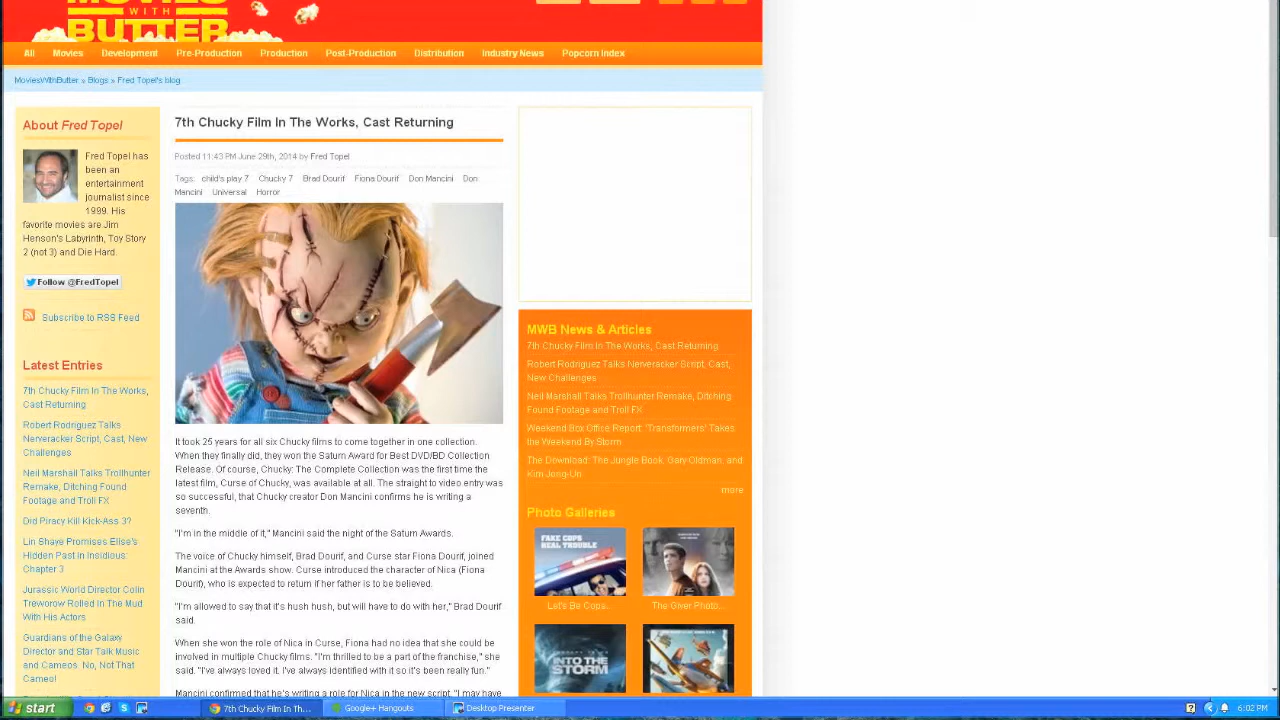 MOVIES
WITH
BUTTER
All Movies Development Pre-Production Production Post-Production Distribution Industry News Popcorn Index
MoviesWithButter » Blogs » Fred Topel's blog
About Fred Topel
Fred Topel has
been an
entertainment
journalist since
1999. His
favorite movies are Jim
Henson's Labyrinth, Toy Story
2 (not 3) and Die Hard.
Follow @FredTopel
Subscribe to RSS Feed
Latest Entries
7th Chucky Film In The Works,
Cast Returning
Robert Rodriguez Talks
Nerveracker Script, Cast, New
Challenges
Neil Marshall Talks Trollhunter
Remake, Ditching Found
Footage and Troll FX
Did Piracy Kill Kick-Ass 3?
Lin Shaye Promises Elise's
Hidden Past in Insidious:
Chapter 3
Jurassic World Director Colin
Treworow Rolled In The Mud
With His Actors
Guardians of the Galaxy
Director and Star Talk Music
and Cameos. No, Not That
Cameo!
7th Chucky Film In The Works, Cast Returning
Posted 11:43 PM June 29th, 2014 by Fred Topel
Tags: child's play 7 Chucky 7 Brad Dourif Fiona Dourif Don Mancini Don
Mancini Universal Horror
It took 25 years for all six Chucky films to come together in one collection.
When they finally did, they won the Saturn Award for Best DVD/BD Collection
Release. Of course, Chucky: The Complete Collection was the first time the
latest film, Curse of Chucky, was available at all. The straight to video entry was
so successful, that Chucky creator Don Mancini confirms he is writing a
seventh.
"I'm in the middle of it," Mancini said the night of the Saturn Awards.
The voice of Chucky himself, Brad Dourif, and Curse star Fiona Dourif, joined
Mancini at the Awards show. Curse introduced the character of Nica (Fiona
Dourif), who is expected to return if her father is to be believed.
"I'm allowed to say that it's hush hush, but will have to do with her," Brad Dourif
said.
When she won the role of Nica in Curse, Fiona had no idea that she could be
involved in multiple Chucky films. "I'm thrilled to be a part of the franchise," she
said. "I've always loved it. I've always identified with it so it's been really fun."
Mancini confirmed that he's writing a role for Nica in the new script. "I may have
MWB News & Articles
7th Chucky Film In The Works, Cast Returning
Robert Rodriguez Talks Nerveracker Script, Cast,
New Challenges
Neil Marshall Talks Trollhunter Remake, Ditching
Found Footage and Troll FX
Weekend Box Office Report: 'Transformers' Takes
the Weekend By Storm
The Download: The Jungle Book, Gary Oldman, and
Kim Jong-Un
more
Photo Galleries
FAKE COPS
REAL TROUBLE
Let's Be Cops...
The Giver Photo...
INTO THE
STORM
start
7th Chucky Film In Th...
Google+ Hangouts
Desktop Presenter
6:02 PM